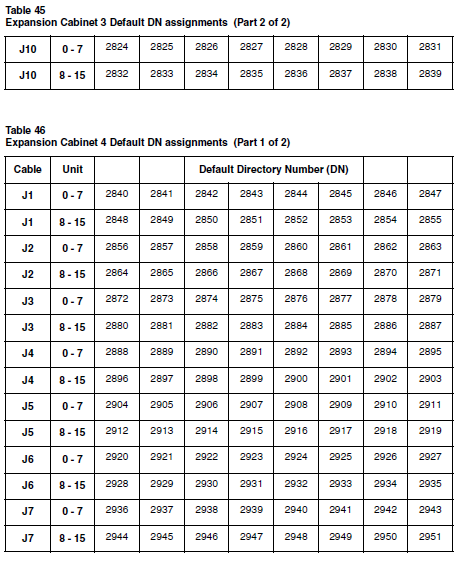 Table 45
Expansion Cabinet 3 Default DN assignments (Part 2 of 2)
J10 0 - 7 2824 2825 2826 2827 2828 2829 2830 2831
J10 8 - 15 2832 2833 2834 2835 2836 2837 2838 2839
Table 46
Expansion Cabinet 4 Default DN assignments (Part 1 of 2)
Cable Unit Default Directory Number (DN)
J1 0 - 7 2840 2841 2842 2843 2844 2845 2846 2847
J1 8 - 15 2848 2849 2850 2851 2852 2853 2854 2855
J2 0 - 7 2856 2857 2858 2859 2860 2861 2862 2863
J2 8 - 15 2864 2865 2866 2867 2868 2869 2870 2871
J3 0 - 7 2872 2873 2874 2875 2876 2877 2878 2879
J3 8 - 15 2880 2881 2882 2883 2884 2885 2886 2887
J4 0 - 7 2888 2889 2890 2891 2892 2893 2894 2895
J4 8 - 15 2896 2897 2898 2899 2900 2901 2902 2903
J5 0 - 7 2904 2905 2906 2907 2908 2909 2910 2911
J5 8 - 15 2912 2913 2914 2915 2916 2917 2918 2919
J6 0 - 7 2920 2921 2922 2923 2924 2925 2926 2927
J6 8 - 15 2928 2929 2930 2931 2932 2933 2934 2935
J7 0 - 7 2936 2937 2938 2939 2940 2941 2942 2943
J7 8 - 15 2944 2945 2946 2947 2948 2949 2950 2951